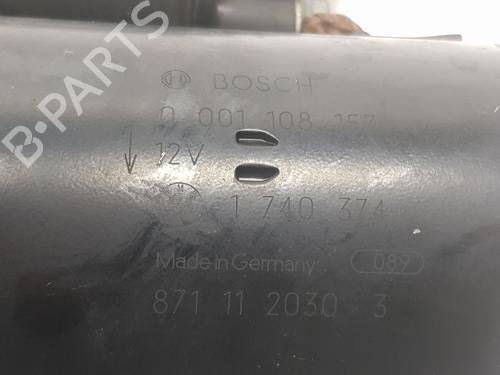 BOSCH
0 001 108 157
12V
1 740 374
Made in Germany
089
871 11 2030 3
B-PARTS